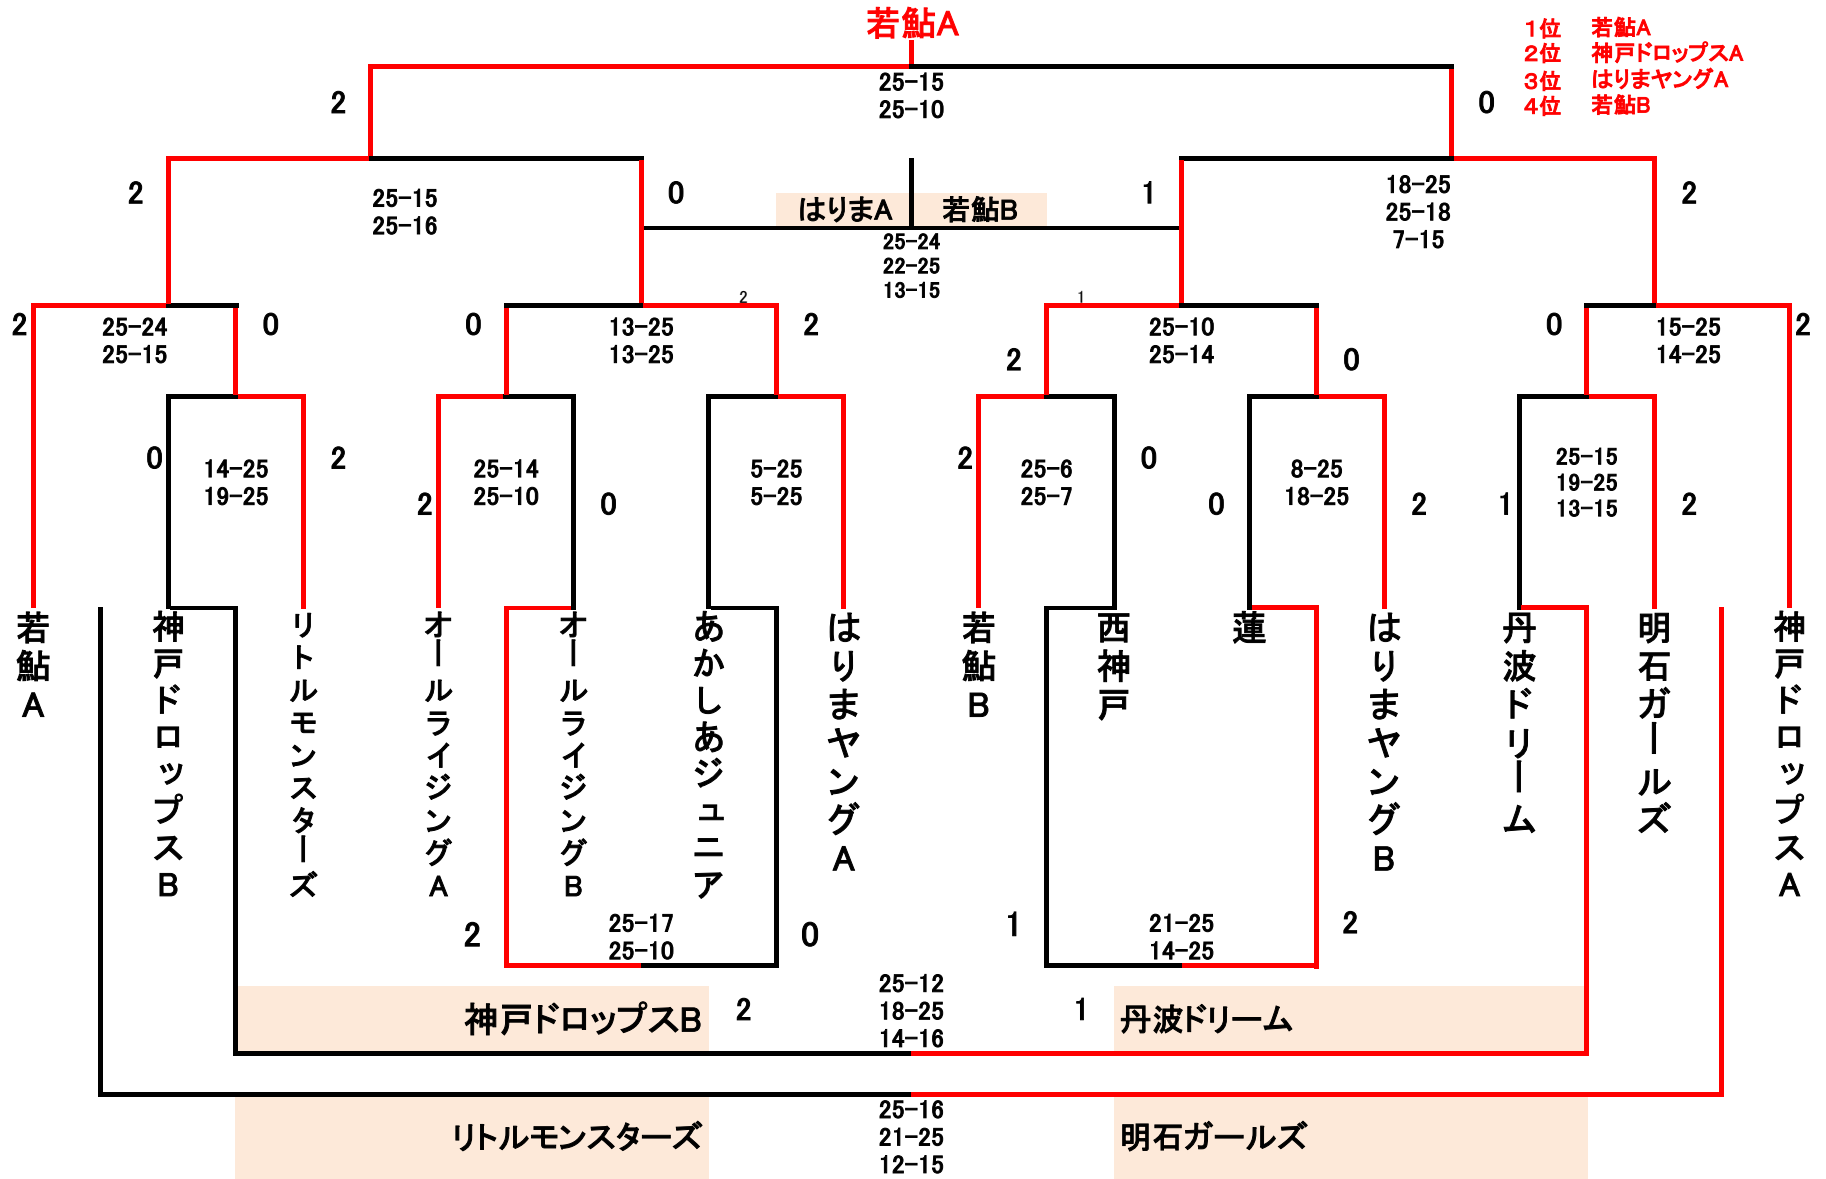 若鮎A
1位 若鮎A
2位 神戸ドロップスA
3位 はりまヤングA
4位 若鮎B
25-15
25-10
2
0
2
25-15
25-16
0
はりまA
若鮎B
25-24
22-25
13-15
1
18-25
25-18
7-15
2
2
1
2
25-24
25-15
0
0
13-25
13-25
2
2
25-10
25-14
0
0
15-25
14-25
2
0
14-25
19-25
2
2
25-14
25-10
0
5-25
5-25
2
25-6
25-7
0
0
8-25
18-25
2
1
25-15
19-25
13-15
2
若鮎A
神戸ドロップスB
リトルモンスターズ
オールライジングA
オールライジングB
あかしあジュニア
はりまヤングA
若鮎B
西神戸
蓮
はりまヤングB
丹波ドリーム
明石ガールズ
神戸ドロップスA
2
25-17
25-10
0
1
21-25
14-25
2
神戸ドロップスB
2
25-12
18-25
14-16
1
丹波ドリーム
リトルモンスターズ
25-16
21-25
12-15
明石ガールズ